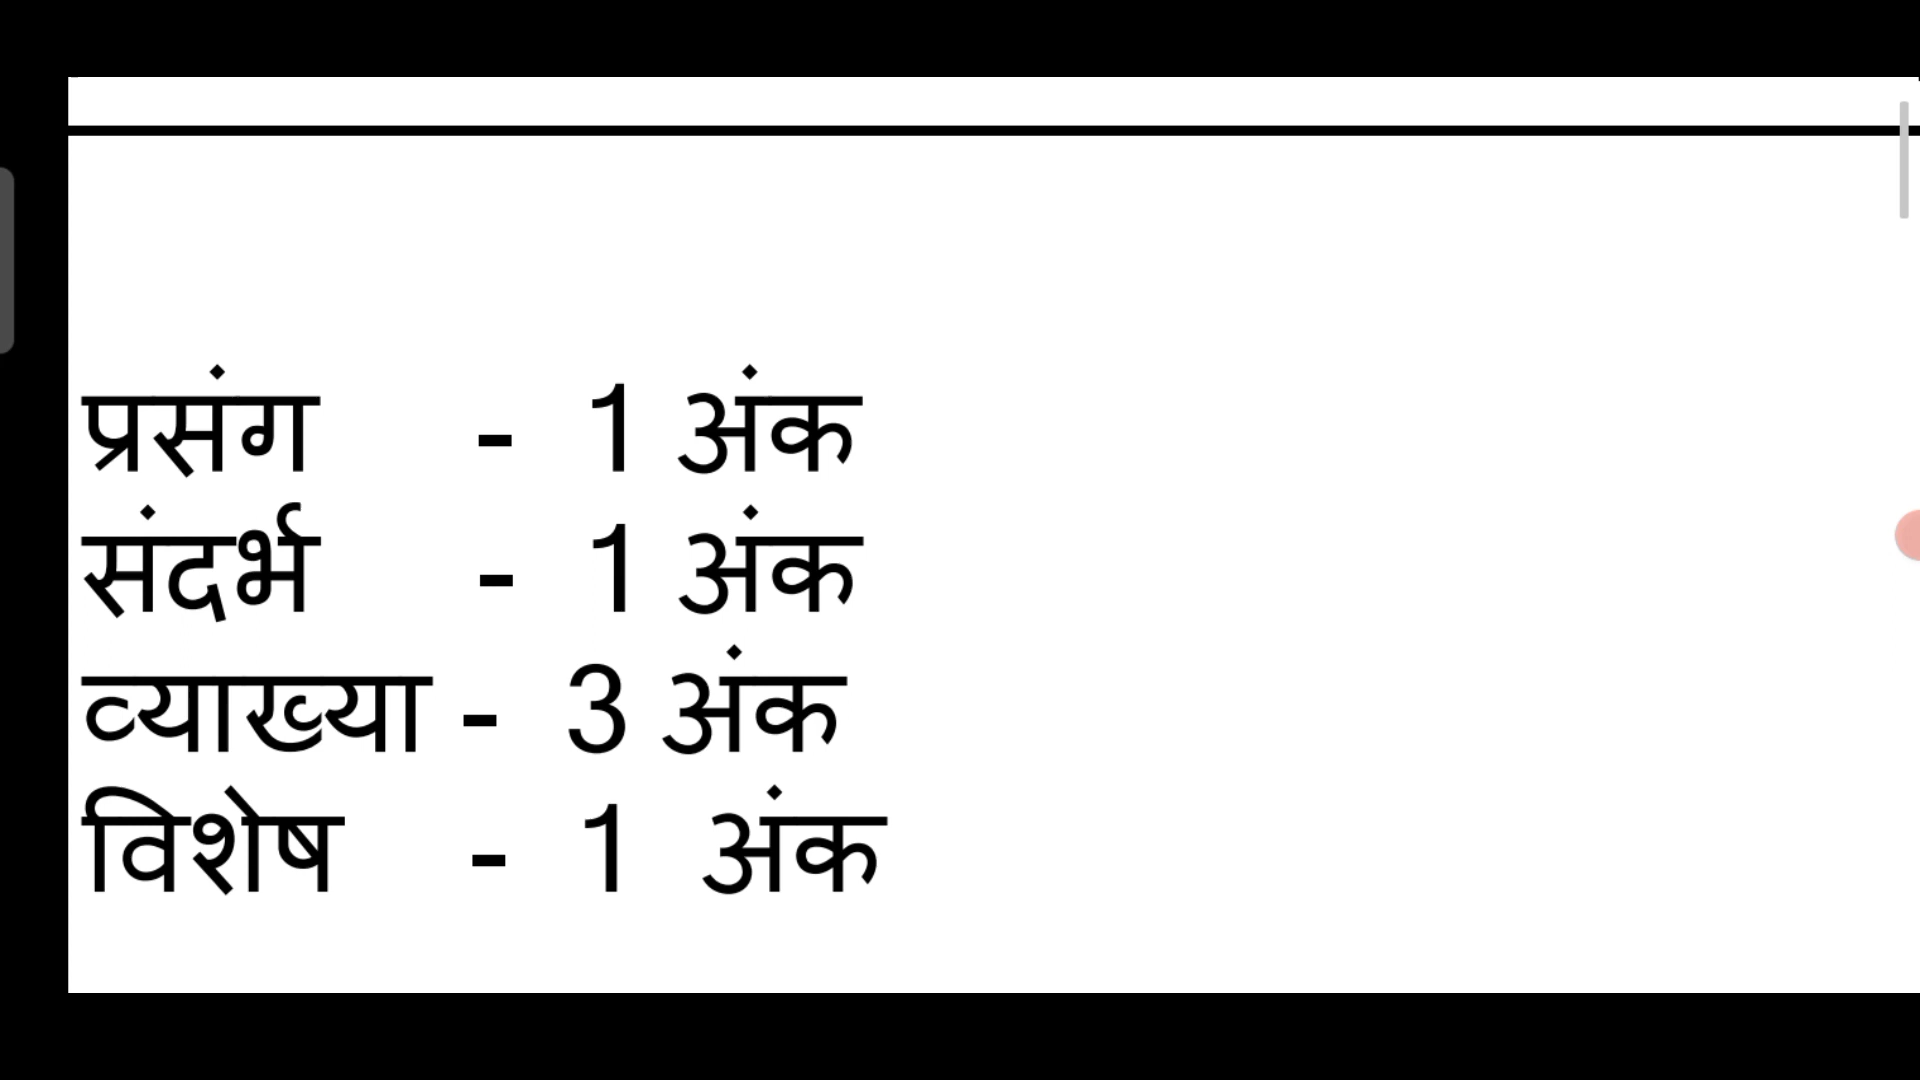 प्रसंग - 1 अंक
संदर्भ - 1 अंक
व्याख्या - 3 अंक
विशेष - 1 अंक